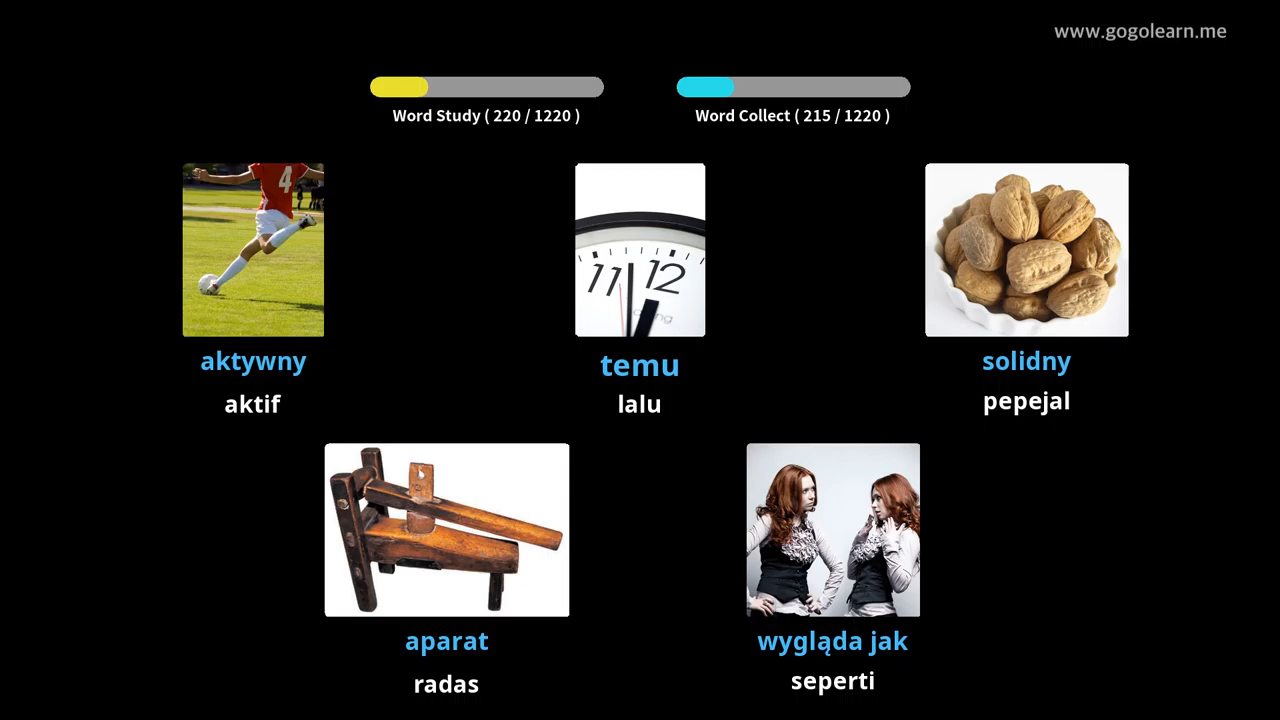 www.gogolearn.me
Word Study ( 220 / 1220 )
Word Collect ( 215 / 1220 )
4
11 12
aktywny
temu
solidny
aktif
lalu
pepejal
aparat
wygląda jak
radas
seperti